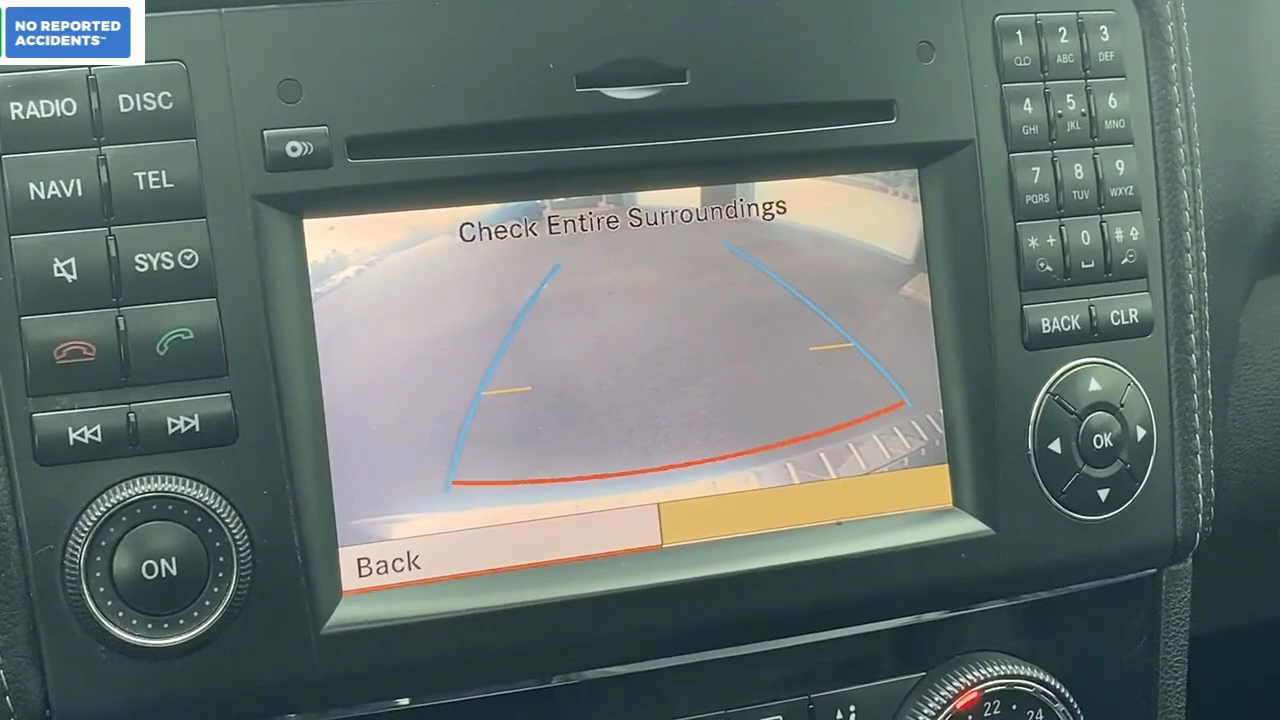 NO REPORTED
ACCIDENTS™
RADIO
DISC
NAVI
TEL
SYS
ON
Check Entire Surroundings
Back
1
2 ABC
3 DEF
4 GHI
5 JKL
6 MNO
7 PQRS
8 TUV
9 WXYZ
* +
0
#
BACK
CLR
OK
22
24